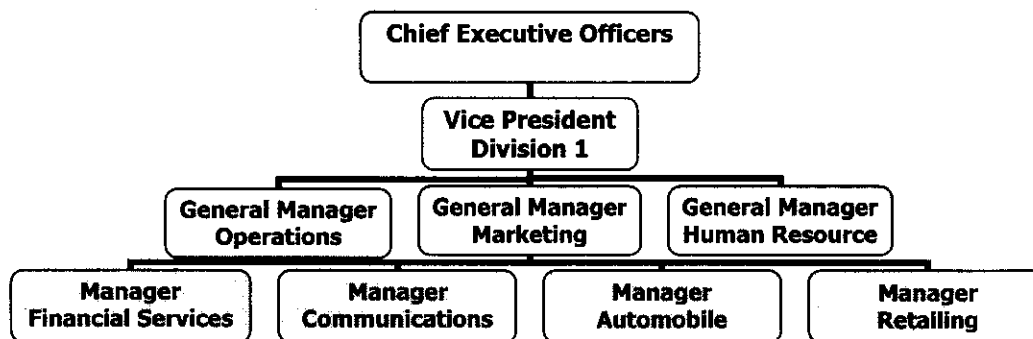 Chief Executive Officers
Vice President
Division 1
General Manager
Operations
General Manager
Marketing
General Manager
Human Resource
Manager
Financial Services
Manager
Communications
Manager
Automobile
Manager
Retailing